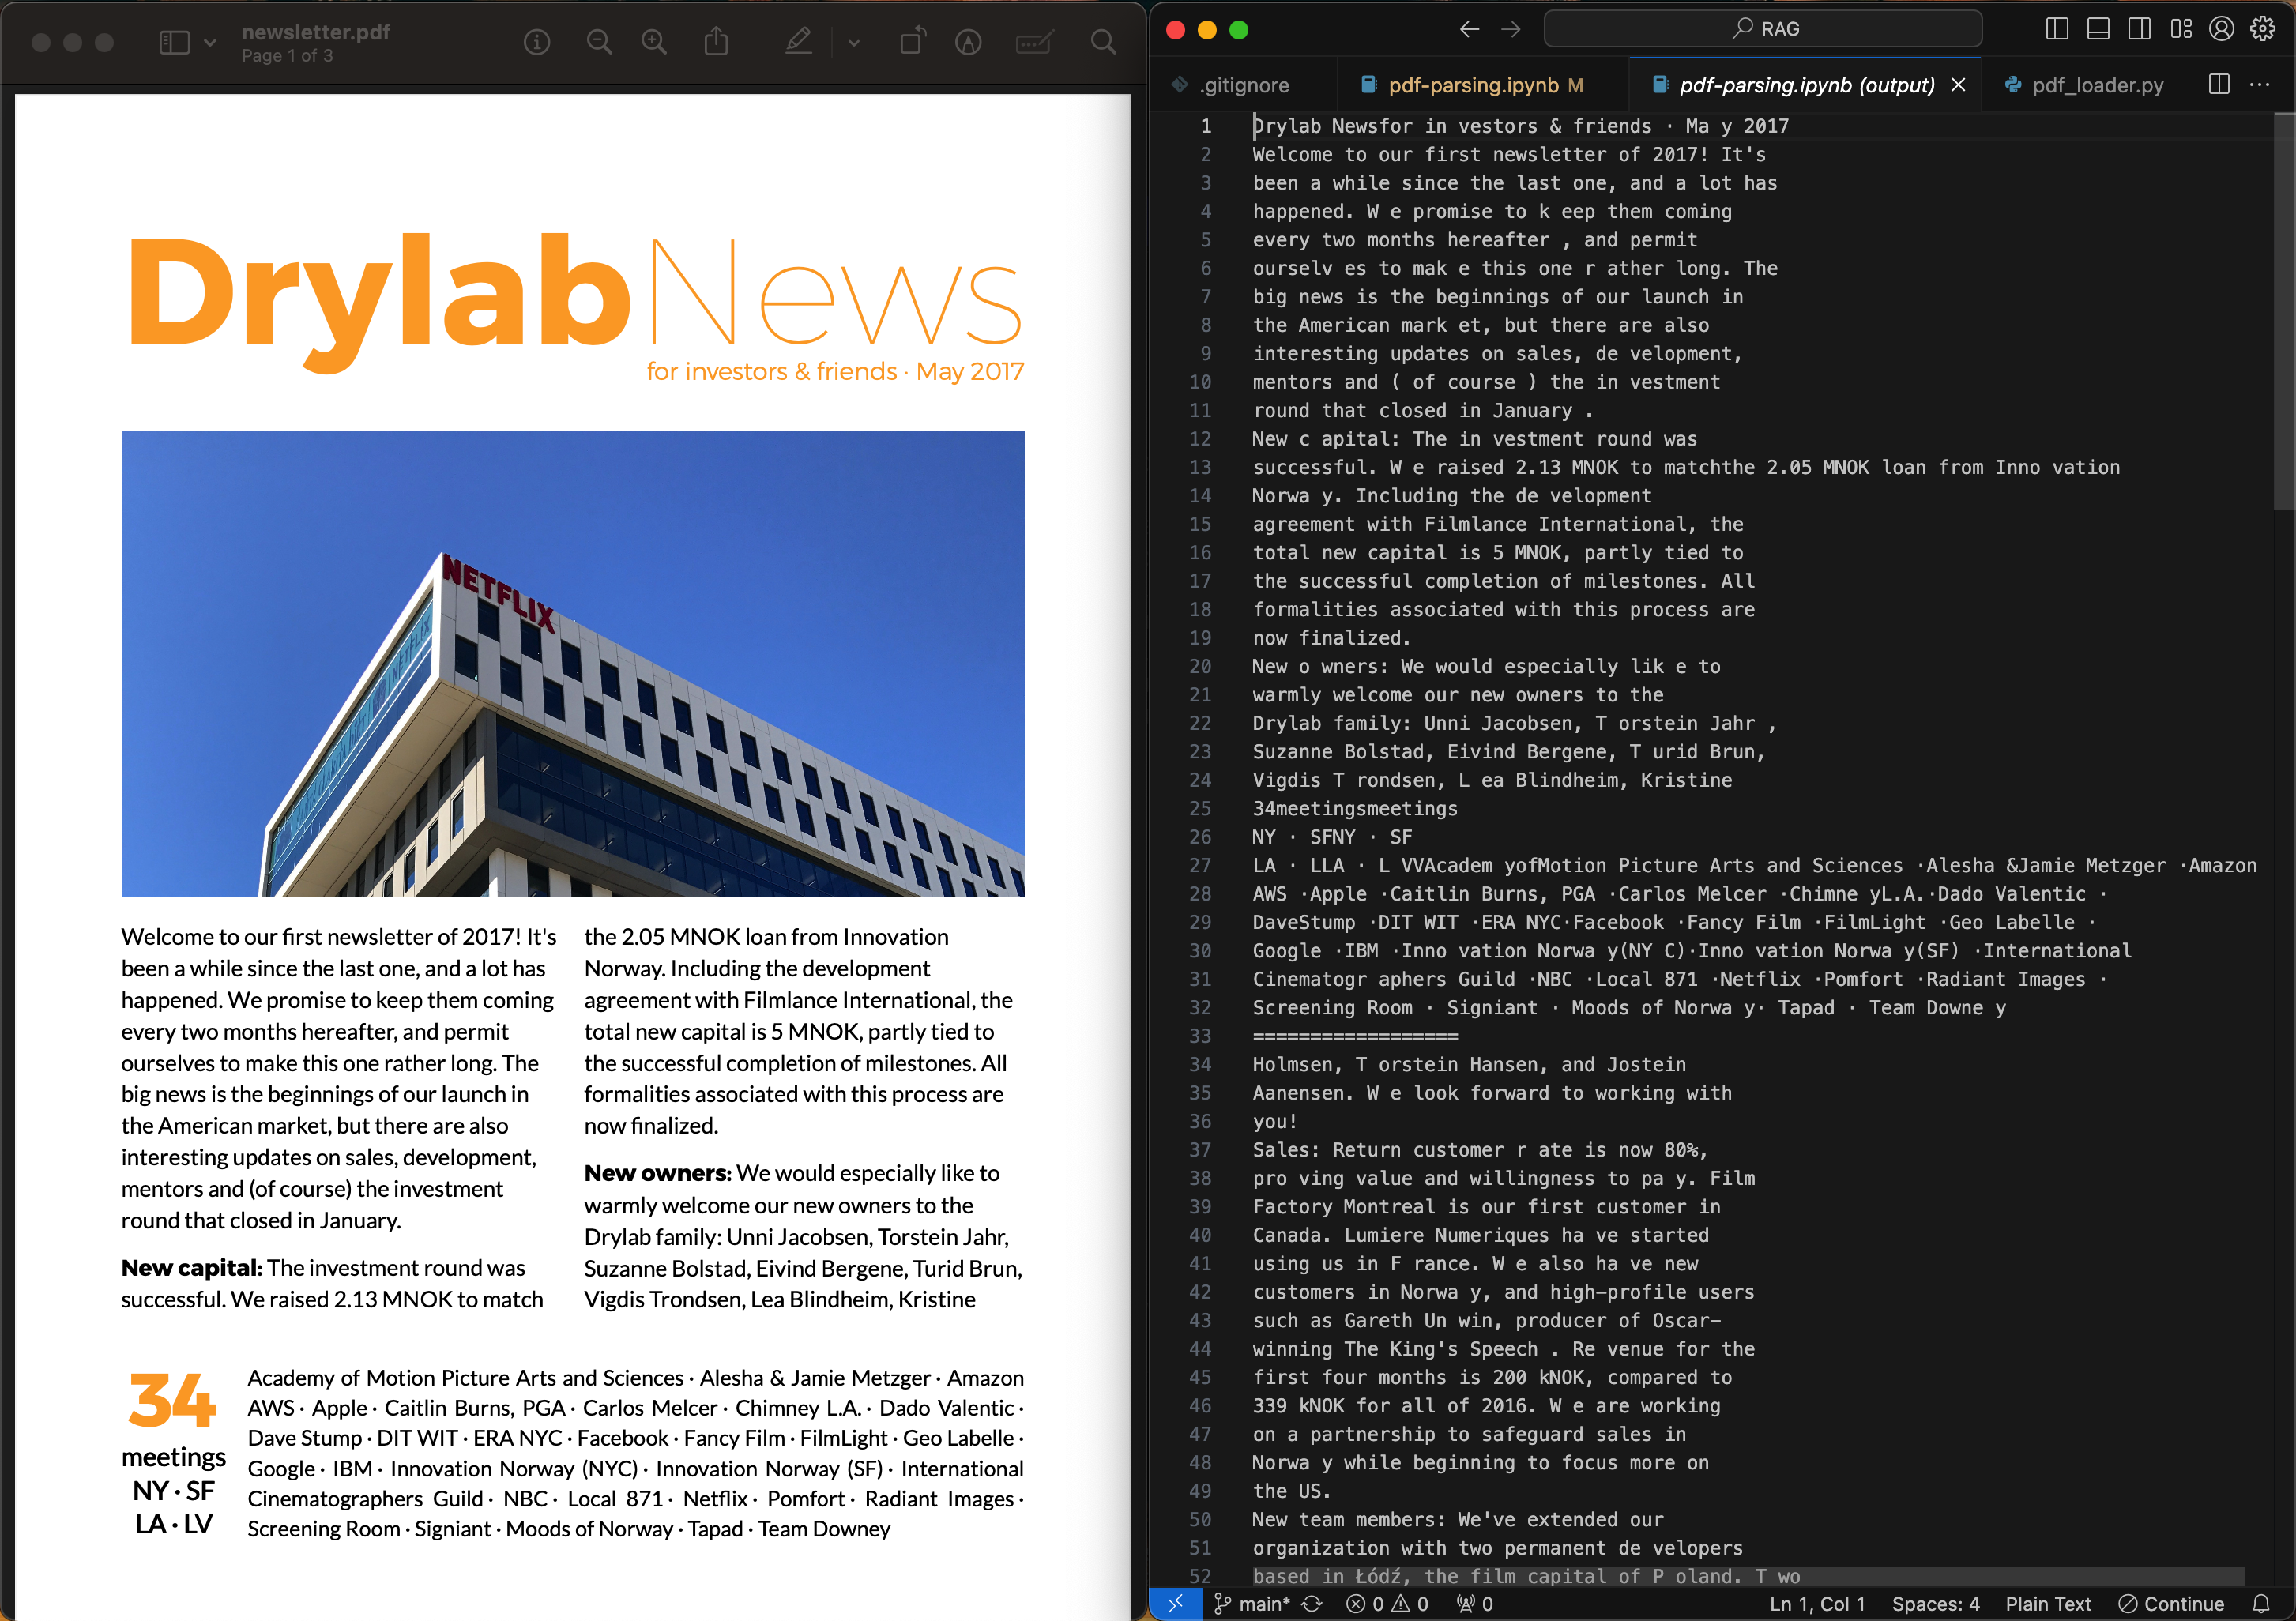 newsletter.pdf
Page 1 of 3
DrylabNews
for investors & friends · May 2017
NETFLIX
NETFLIX
Welcome to our first newsletter of 2017! It's
been a while since the last one, and a lot has
happened. We promise to keep them coming
every two months hereafter, and permit
ourselves to make this one rather long. The
big news is the beginnings of our launch in
the American market, but there are also
interesting updates on sales, development,
mentors and (of course) the investment
round that closed in January.
New capital: The investment round was
successful. We raised 2.13 MNOK to match
the 2.05 MNOK loan from Innovation
Norway. Including the development
agreement with Filmlance International, the
total new capital is 5 MNOK, partly tied to
the successful completion of milestones. All
formalities associated with this process are
now finalized.
New owners: We would especially like to
warmly welcome our new owners to the
Drylab family: Unni Jacobsen, Torstein Jahr,
Suzanne Bolstad, Eivind Bergene, Turid Brun,
Vigdis Trondsen, Lea Blindheim, Kristine
34
meetings
NY · SF
LA · LV
Academy of Motion Picture Arts and Sciences · Alesha & Jamie Metzger · Amazon
AWS · Apple · Caitlin Burns, PGA · Carlos Melcer · Chimney L.A. · Dado Valentic ·
Dave Stump · DIT WIT · ERA NYC · Facebook · Fancy Film · FilmLight · Geo Labelle ·
Google · IBM · Innovation Norway (NYC) · Innovation Norway (SF) · International
Cinematographers Guild · NBC · Local 871 · Netflix · Pomfort · Radiant Images ·
Screening Room · Signiant · Moods of Norway · Tapad · Team Downey
RAG
.gitignore
pdf-parsing.ipynb M
pdf-parsing.ipynb (output)
pdf_loader.py
1 Drylab Newsfor in vestors & friends · Ma y 2017
2 Welcome to our first newsletter of 2017! It's
3 been a while since the last one, and a lot has
4 happened. W e promise to k eep them coming
5 every two months hereafter , and permit
6 ourselv es to mak e this one r ather long. The
7 big news is the beginnings of our launch in
8 the American mark et, but there are also
9 interesting updates on sales, de velopment,
10 mentors and ( of course ) the in vestment
11 round that closed in January .
12 New c apital: The in vestment round was
13 successful. W e raised 2.13 MNOK to matchthe 2.05 MNOK loan from Inno vation
14 Norwa y. Including the de velopment
15 agreement with Filmlance International, the
16 total new capital is 5 MNOK, partly tied to
17 the successful completion of milestones. All
18 formalities associated with this process are
19 now finalized.
20 New o wners: We would especially lik e to
21 warmly welcome our new owners to the
22 Drylab family: Unni Jacobsen, T orstein Jahr ,
23 Suzanne Bolstad, Eivind Bergene, T urid Brun,
24 Vigdis T rondsen, L ea Blindheim, Kristine
25 34meetingsmeetings
26 NY · SFNY · SF
27 LA · LLA · L VVAcadem yofMotion Picture Arts and Sciences ·Alesha &Jamie Metzger ·Amazon
28 AWS ·Apple ·Caitlin Burns, PGA ·Carlos Melcer ·Chimne yL.A.·Dado Valentic ·
29 DaveStump ·DIT WIT ·ERA NYC·Facebook ·Fancy Film ·FilmLight ·Geo Labelle ·
30 Google ·IBM ·Inno vation Norwa y(NY C)·Inno vation Norwa y(SF) ·International
31 Cinematogr aphers Guild ·NBC ·Local 871 ·Netflix ·Pomfort ·Radiant Images ·
32 Screening Room · Signiant · Moods of Norwa y· Tapad · Team Downe y
33 ==================
34 Holmsen, T orstein Hansen, and Jostein
35 Aanensen. W e look forward to working with
36 you!
37 Sales: Return customer r ate is now 80%,
38 pro ving value and willingness to pa y. Film
39 Factory Montreal is our first customer in
40 Canada. Lumiere Numeriques ha ve started
41 using us in F rance. W e also ha ve new
42 customers in Norwa y, and high-profile users
43 such as Gareth Un win, producer of Oscar-
44 winning The King's Speech . Re venue for the
45 first four months is 200 kNOK, compared to
46 339 kNOK for all of 2016. W e are working
47 on a partnership to safeguard sales in
48 Norwa y while beginning to focus more on
49 the US.
50 New team members: We've extended our
51 organization with two permanent de velopers
52 based in Łódź, the film capital of P oland. T wo
main* 0 0 0 Ln 1, Col 1 Spaces: 4 Plain Text Continue